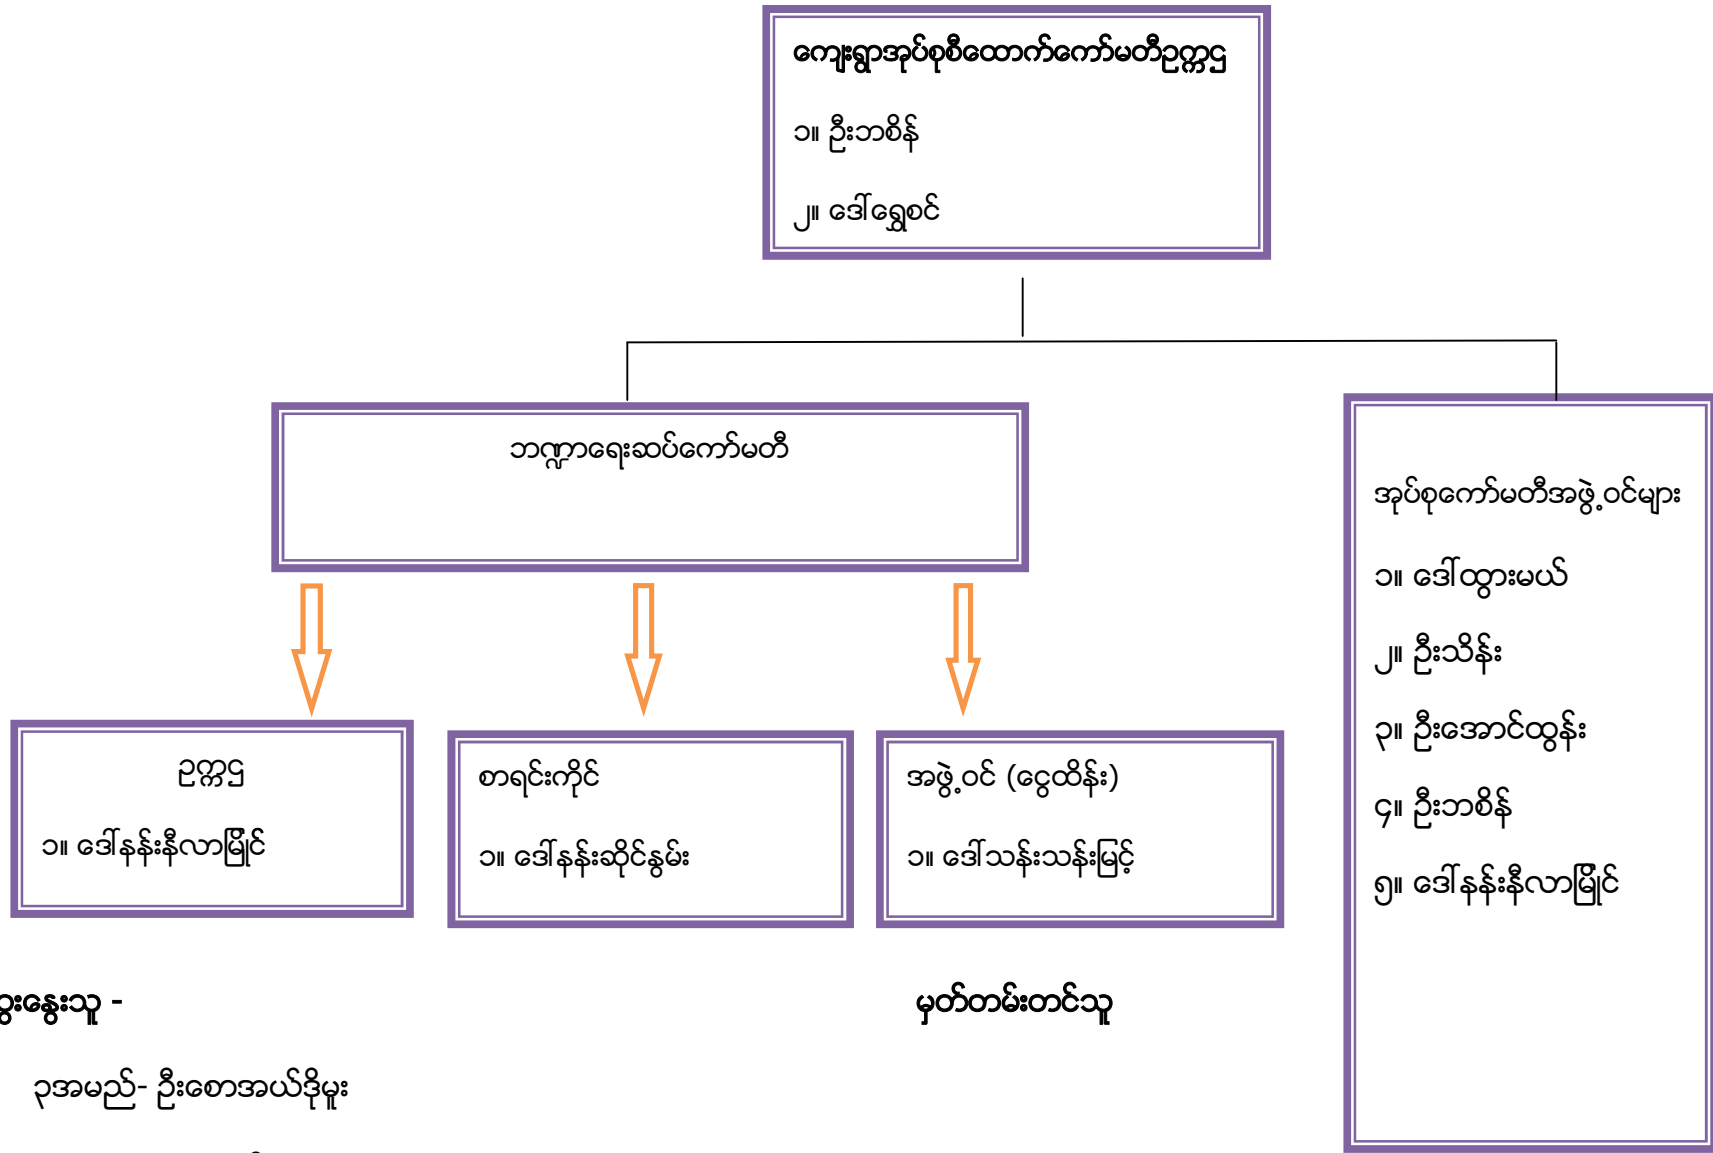 ကျေးရွာအုပ်စုစီထောက်ကော်မတီဥက္ကဌ
၁။ ဦးဘစိန်
၂။ ဒေါ်ရွှေစင်
ဘဏ္ဍာရေးဆပ်ကော်မတီ
အုပ်စုကော်မတီအဖွဲ့ဝင်များ
၁။ ဒေါ်ထွားမယ်
၂။ ဦးသိန်း
၃။ ဦးအောင်ထွန်း
၄။ ဦးဘစိန်
၅။ ဒေါ်နန်းနီလာမြိုင်
ဥက္ကဌ
၁။ ဒေါ်နန်းနီလာမြိုင်
စာရင်းကိုင်
၁။ ဒေါ်နန်းဆိုင်နွမ်း
အဖွဲ့ဝင် (ငွေထိန်း)
၁။ ဒေါ်သန်းသန်းမြင့်
နွေးသူ - မှတ်တမ်းတင်သူ
၃အမည်- ဦးစောအယ်ဒိုမူး